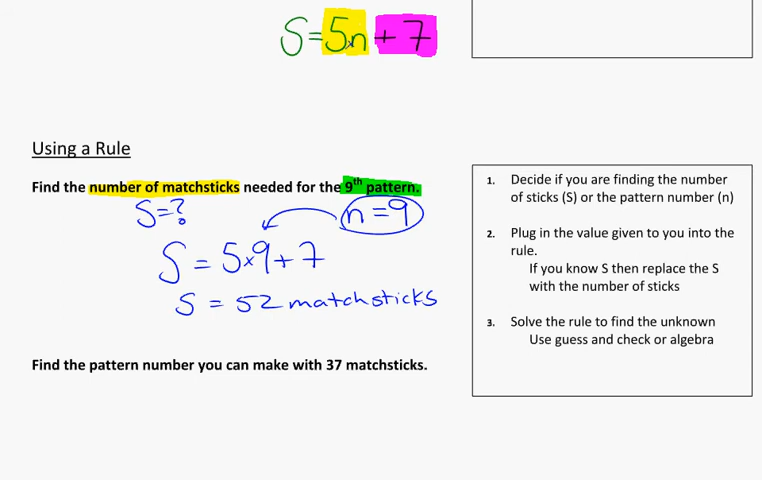 S=5n+7
Using a Rule
Find the number of matchsticks needed for the 9th pattern.
S=?
n=9
S = 5×9+7
S = 52 matchsticks
Find the pattern number you can make with 37 matchsticks.
1. Decide if you are finding the number
of sticks (S) or the pattern number (n)
2. Plug in the value given to you into the
rule.
If you know S then replace the S
with the number of sticks
3. Solve the rule to find the unknown
Use guess and check or algebra